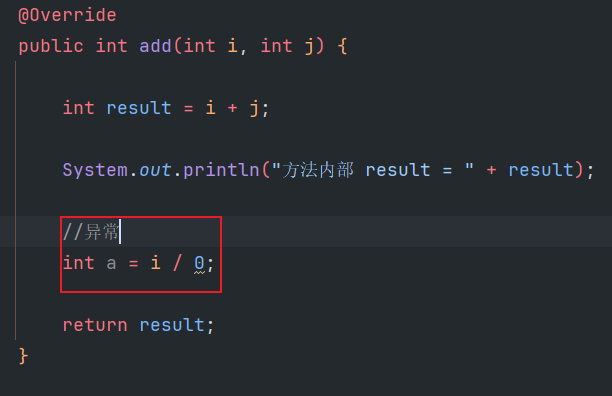 @Override
public int add(int i, int j) {
int result = i + j;
System.out.println("方法内部 result = " + result);
//异常
int a = i / 0;
return result;
}